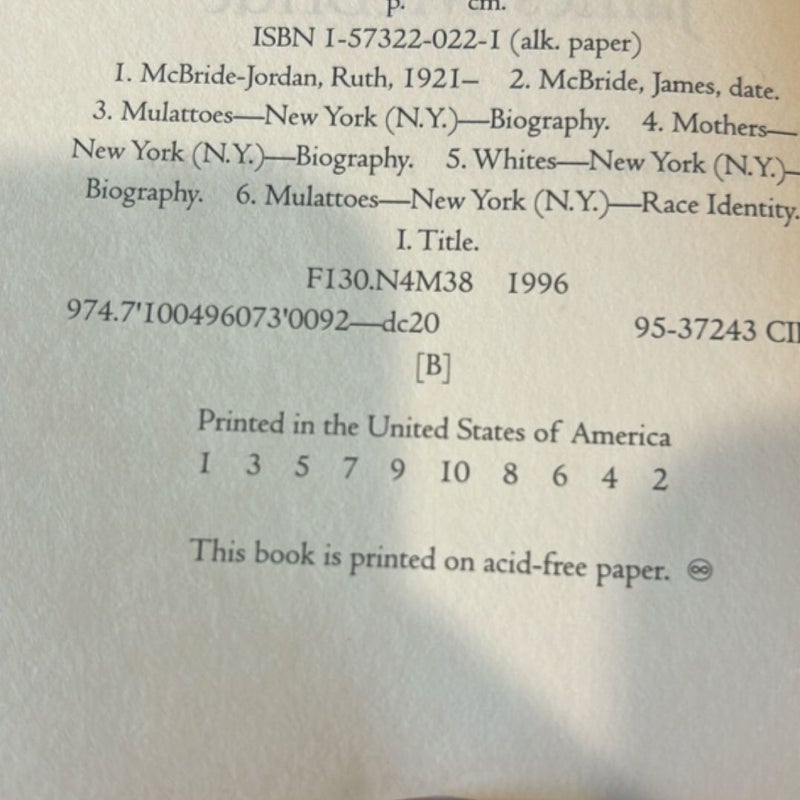 p. cm.
ISBN 1-57322-022-1 (alk. paper)
1. McBride-Jordan, Ruth, 1921– 2. McBride, James, date.
3. Mulattoes—New York (N.Y.)—Biography. 4. Mothers—
New York (N.Y.)—Biography. 5. Whites—New York (N.Y.)—
Biography. 6. Mulattoes—New York (N.Y.)—Race Identity.
I. Title.
F130.N4M38 1996
974.7'100496073'0092—dc20 95-37243 CIP
[B]
Printed in the United States of America
1 3 5 7 9 10 8 6 4 2
This book is printed on acid-free paper. ♾